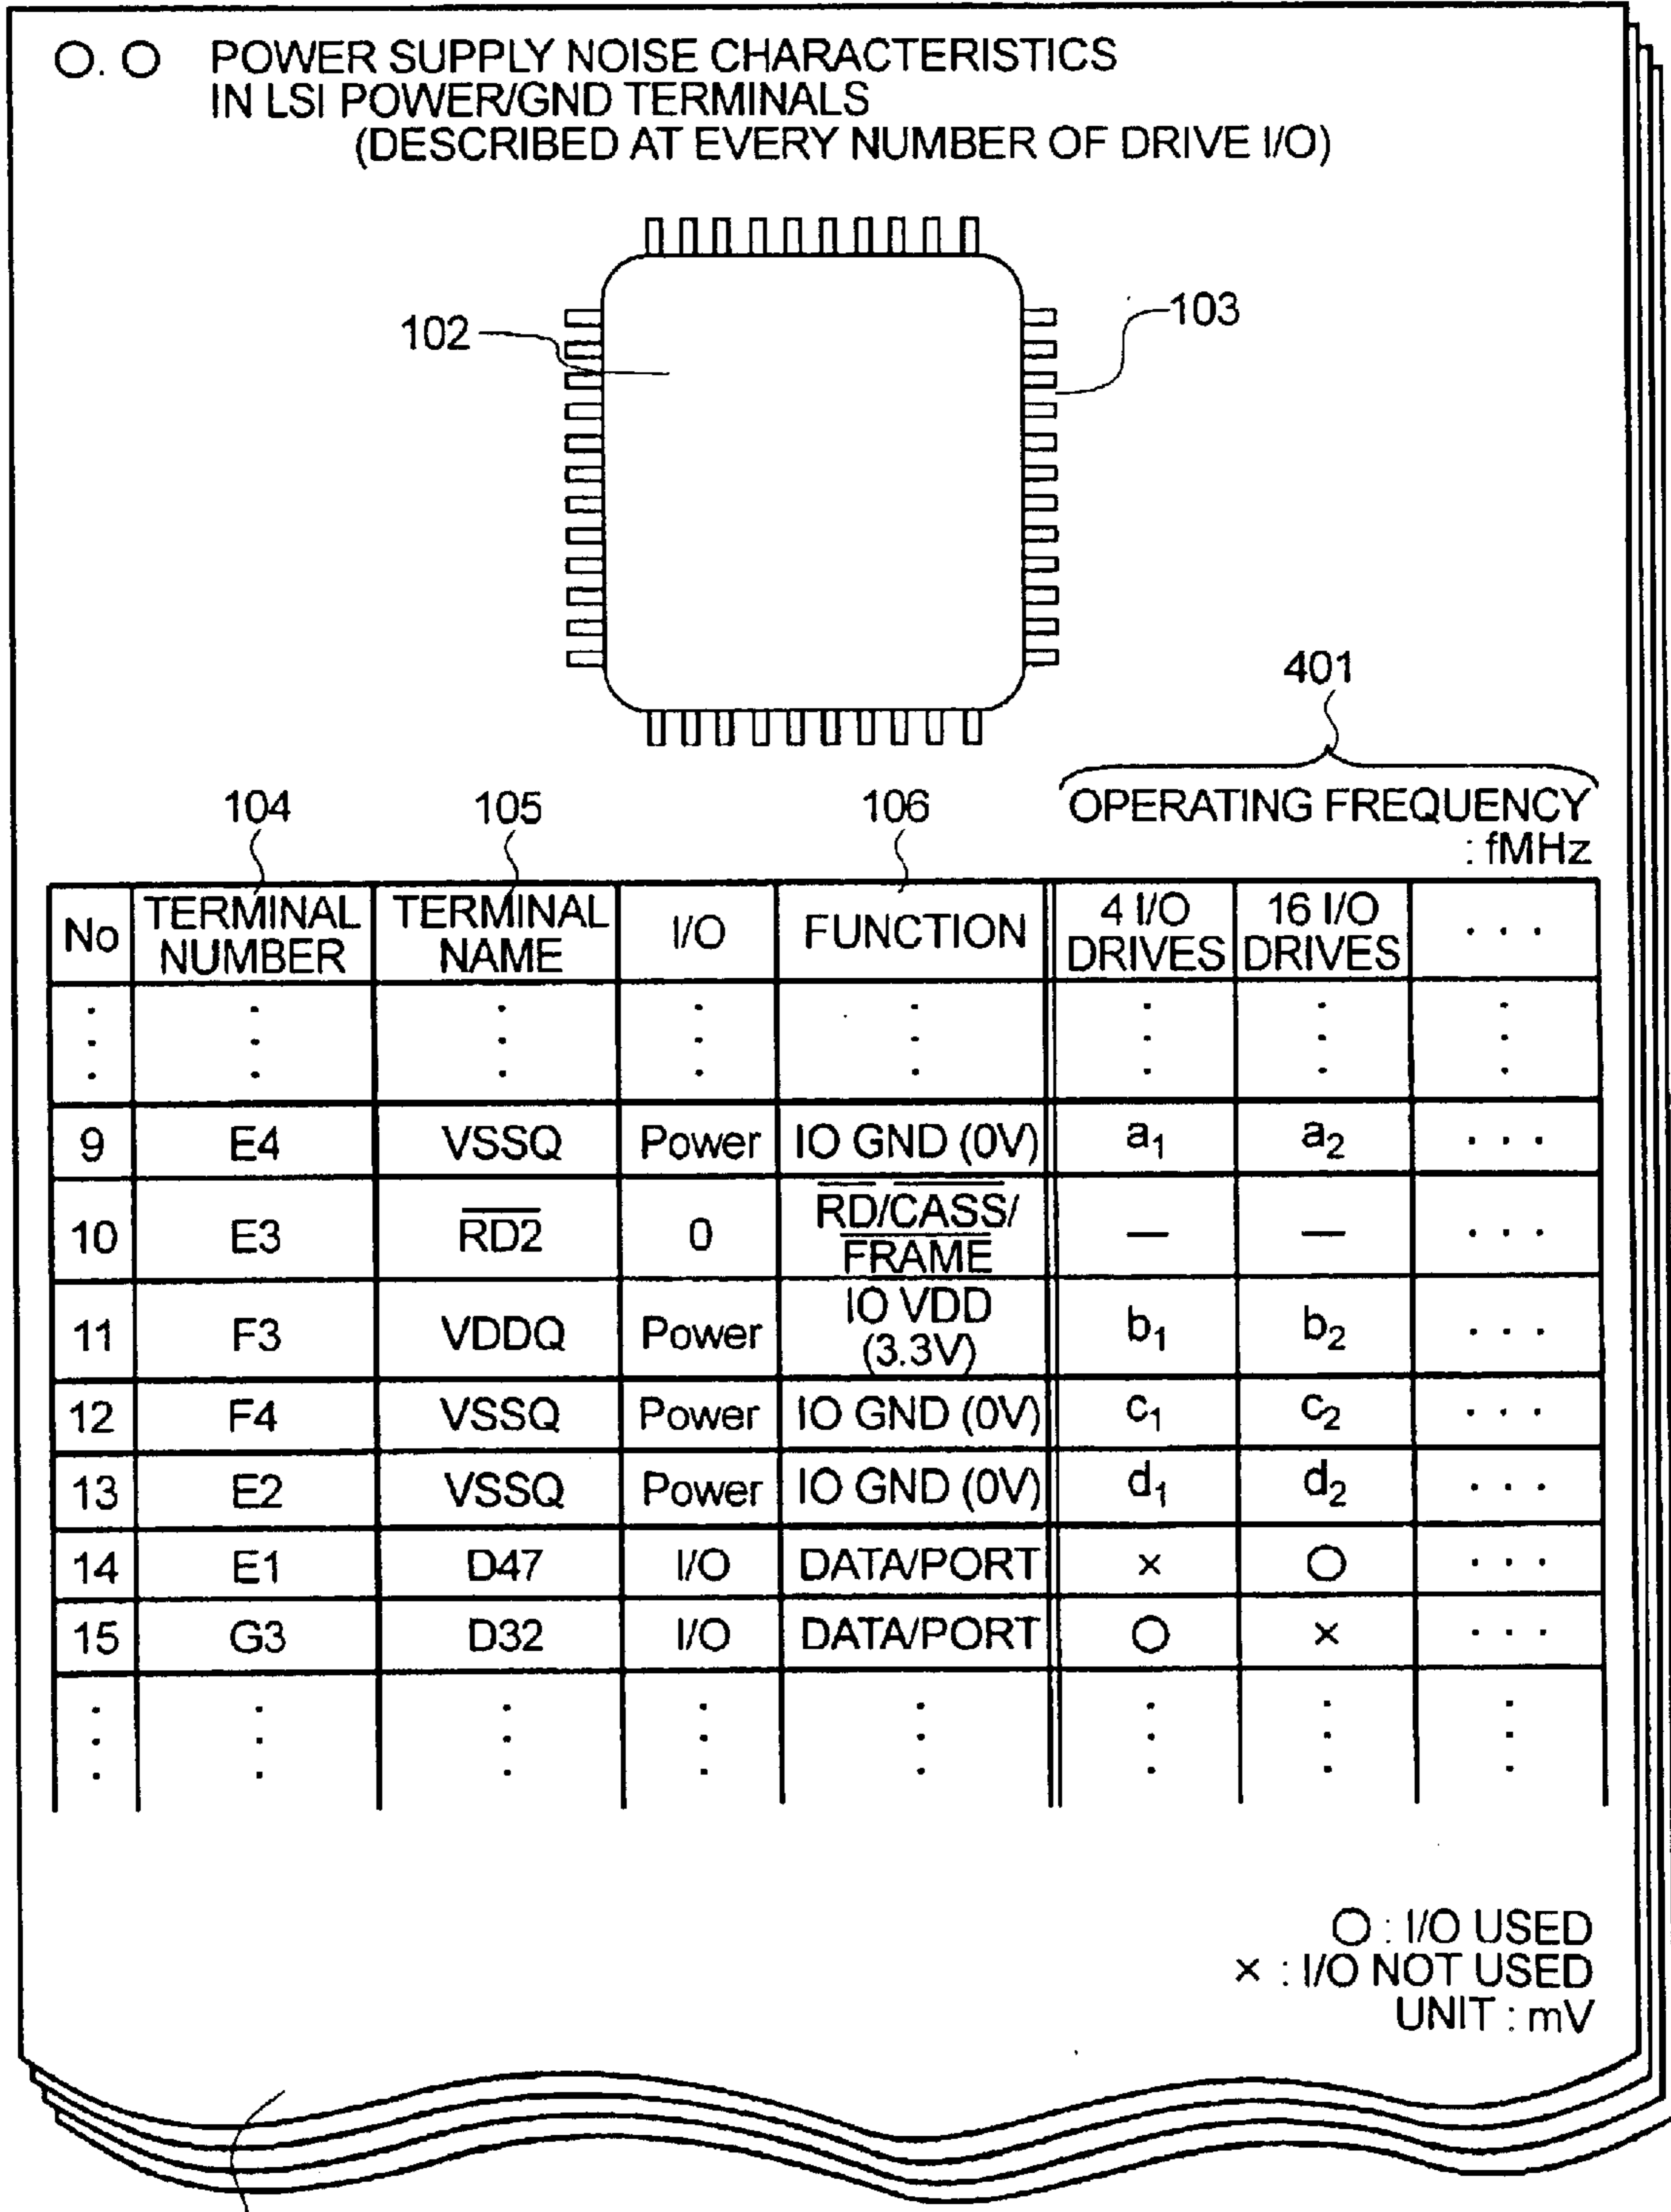 ○.○ POWER SUPPLY NOISE CHARACTERISTICS
IN LSI POWER/GND TERMINALS
(DESCRIBED AT EVERY NUMBER OF DRIVE I/O)
102
103
401
104 105 106 OPERATING FREQUENCY
: fMHz
No TERMINAL NUMBER TERMINAL NAME I/O FUNCTION 4 I/O DRIVES 16 I/O DRIVES . . .
9 E4 VSSQ Power IO GND (0V) a₁ a₂ . . .
10 E3 R̅D̅2̅ 0 R̅D̅/C̅A̅S̅S̅/F̅R̅A̅M̅E̅ — — . . .
11 F3 VDDQ Power IO VDD (3.3V) b₁ b₂ . . .
12 F4 VSSQ Power IO GND (0V) c₁ c₂ . . .
13 E2 VSSQ Power IO GND (0V) d₁ d₂ . . .
14 E1 D47 I/O DATA/PORT × ○ . . .
15 G3 D32 I/O DATA/PORT ○ × . . .
○ : I/O USED
× : I/O NOT USED
UNIT : mV